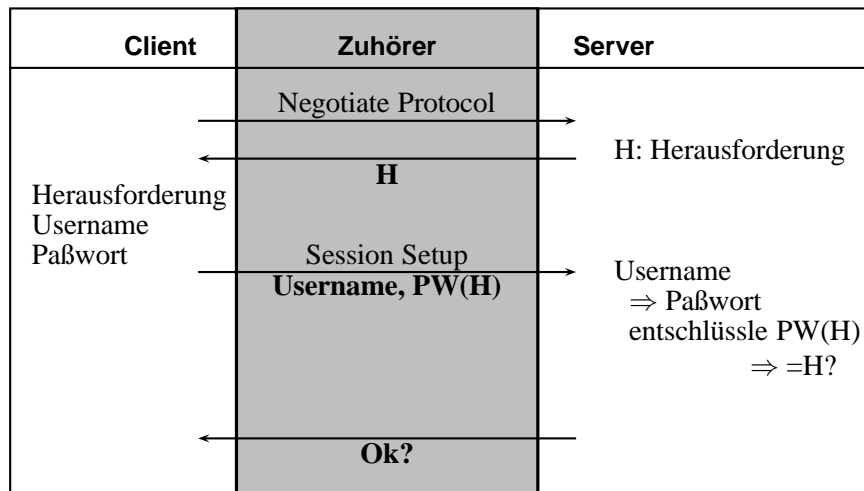 Client Zuhörer Server
Negotiate Protocol
H: Herausforderung
H
Herausforderung
Username
Paßwort
Session Setup
Username, PW(H)
Username
⇒ Paßwort
entschlüssle PW(H)
⇒ =H?
Ok?